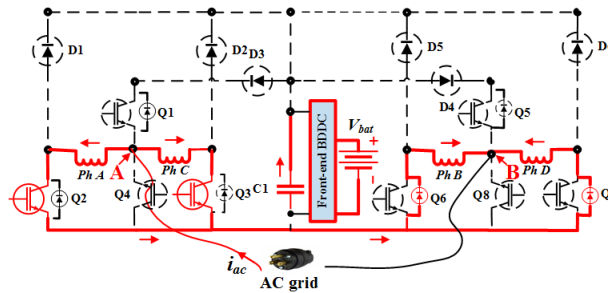 D1
D2
D3
D5
D
D4
Q1
Q5
V_bat
Front-end BDDC
Ph A
A
Ph C
Ph B
B
Ph D
Q2
Q4
Q3
C1
Q6
Q8
Q
i_ac
AC grid